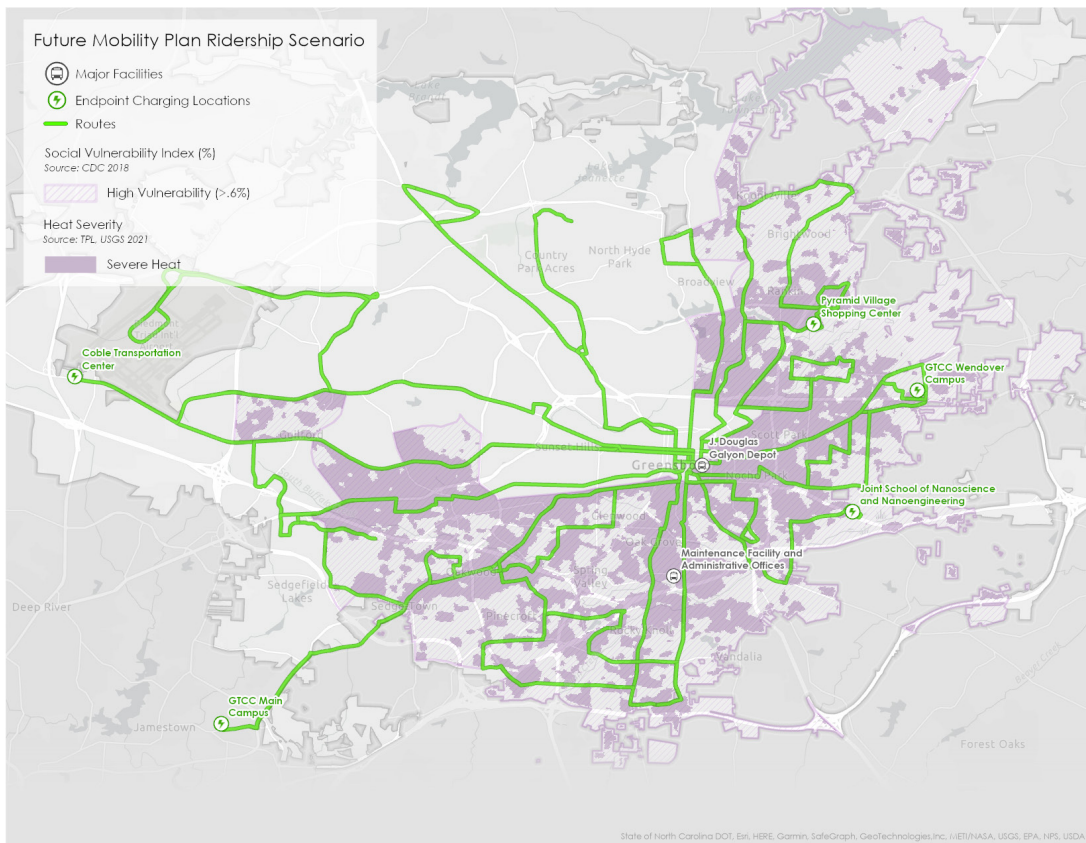 Future Mobility Plan Ridership Scenario
Major Facilities
Endpoint Charging Locations
Routes
Social Vulnerability Index (%)
Source: CDC 2018
High Vulnerability (>.6%)
Heat Severity
Source: TPL, USGS 2021
Severe Heat
Country
Park Acres
North Hyde
Park
Broadview
Brightwood
Pyramid Village
Shopping Center
Coble Transportation
Center
GTCC Wendover
Campus
Guilford
Sunset Hills
Scott Park
J. Douglas
Galyon Depot
Joint School of Nanoscience
and Nanoengineering
Glenwood
Maintenance Facility and
Administrative Offices
Spring
Valley
Sedgefield
Lakes
Deep River
Pinecroft
Vandalia
GTCC Main
Campus
Jamestown
Forest Oaks
State of North Carolina DOT, Esri, HERE, Garmin, SafeGraph, GeoTechnologies, Inc, METI/NASA, USGS, EPA, NPS, USDA